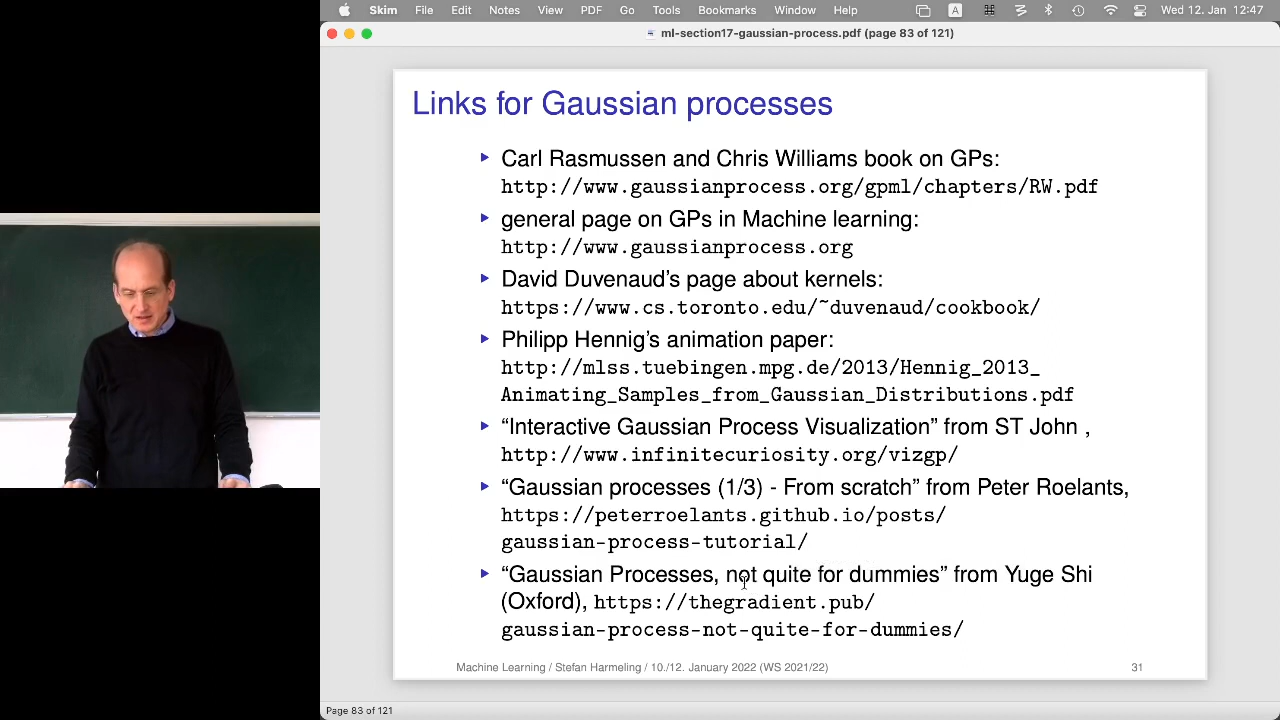 Skim File Edit Notes View PDF Go Tools Bookmarks Window Help A Wed 12. Jan 12:47
ml-section17-gaussian-process.pdf (page 83 of 121)
Links for Gaussian processes
Carl Rasmussen and Chris Williams book on GPs:
http://www.gaussianprocess.org/gpml/chapters/RW.pdf
general page on GPs in Machine learning:
http://www.gaussianprocess.org
David Duvenaud's page about kernels:
https://www.cs.toronto.edu/~duvenaud/cookbook/
Philipp Hennig's animation paper:
http://mlss.tuebingen.mpg.de/2013/Hennig_2013_
Animating_Samples_from_Gaussian_Distributions.pdf
“Interactive Gaussian Process Visualization” from ST John ,
http://www.infinitecuriosity.org/vizgp/
“Gaussian processes (1/3) - From scratch” from Peter Roelants,
https://peterroelants.github.io/posts/
gaussian-process-tutorial/
“Gaussian Processes, not quite for dummies” from Yuge Shi
(Oxford), https://thegradient.pub/
gaussian-process-not-quite-for-dummies/
Machine Learning / Stefan Harmeling / 10./12. January 2022 (WS 2021/22) 31
Page 83 of 121